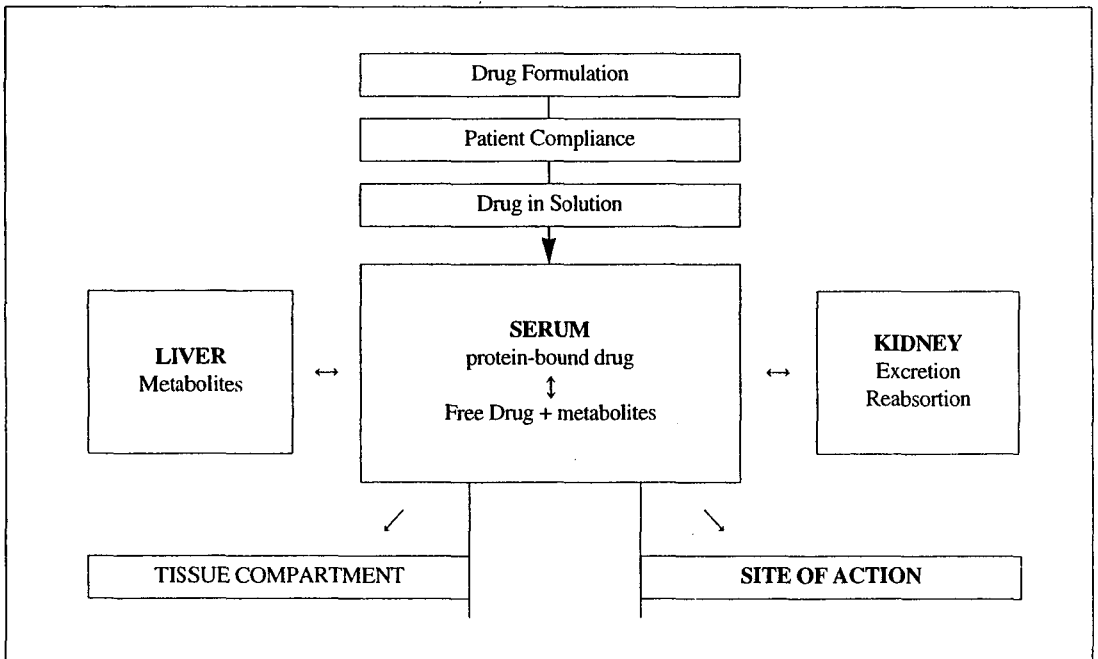 Drug Formulation
Patient Compliance
Drug in Solution
SERUM
protein-bound drug
↕
Free Drug + metabolites
LIVER
Metabolites
↔
↔
KIDNEY
Excretion
Reabsortion
↙
↘
TISSUE COMPARTMENT
SITE OF ACTION